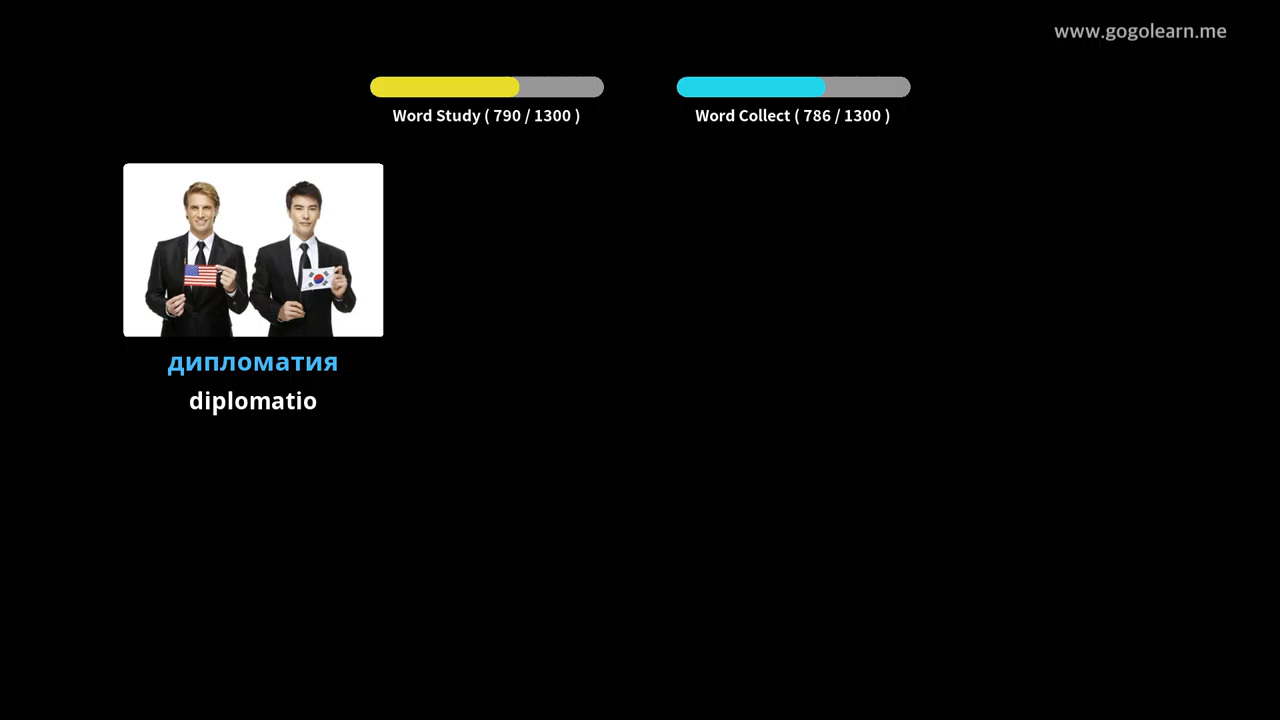 www.gogolearn.me
Word Study ( 790 / 1300 )
Word Collect ( 786 / 1300 )
дипломатия
diplomatio